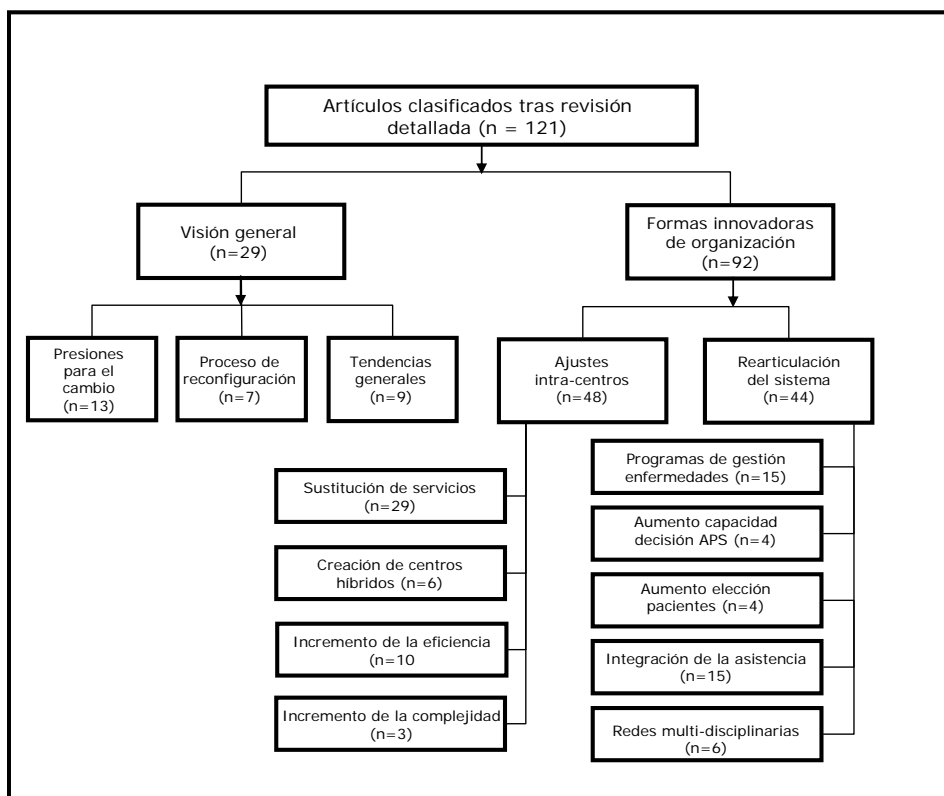 Artículos clasificados tras revisión
detallada (n = 121)
Visión general
(n=29)
Formas innovadoras
de organización
(n=92)
Presiones
para el
cambio
(n=13)
Proceso de
reconfiguración
(n=7)
Tendencias
generales
(n=9)
Ajustes
intra-centros
(n=48)
Rearticulación
del sistema
(n=44)
Sustitución de servicios
(n=29)
Creación de centros
híbridos (n=6)
Incremento de la eficiencia
(n=10
Incremento de la complejidad
(n=3)
Programas de gestión
enfermedades (n=15)
Aumento capacidad
decisión APS (n=4)
Aumento elección
pacientes (n=4)
Integración de la asistencia
(n=15)
Redes multi-disciplinarias
(n=6)